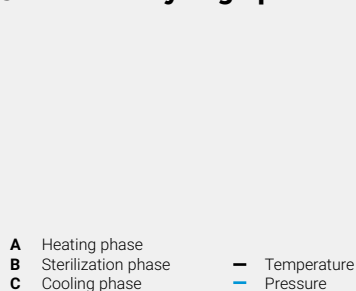 A Heating phase
B Sterilization phase
C Cooling phase
Temperature
Pressure